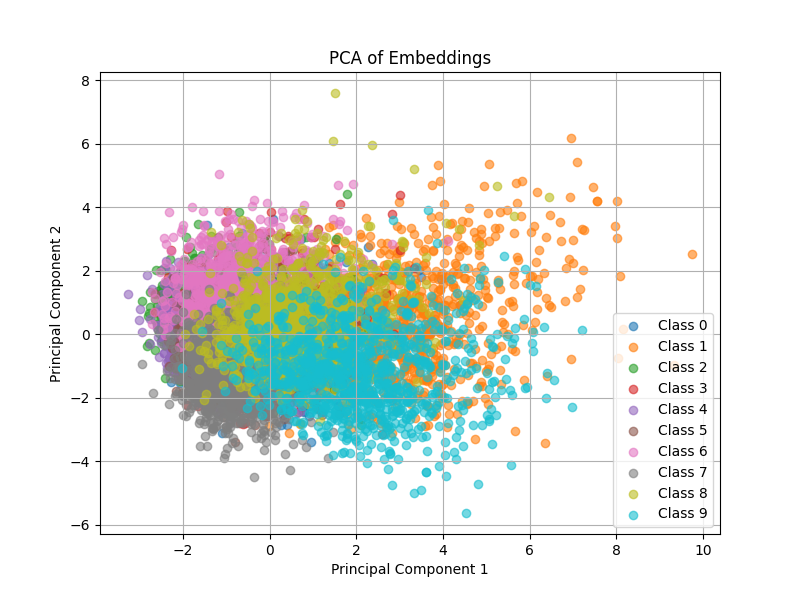 PCA of Embeddings
Principal Component 2
8
6
4
2
0
−2
−4
−6
−2
0
2
4
6
8
10
Principal Component 1
Class 0
Class 1
Class 2
Class 3
Class 4
Class 5
Class 6
Class 7
Class 8
Class 9